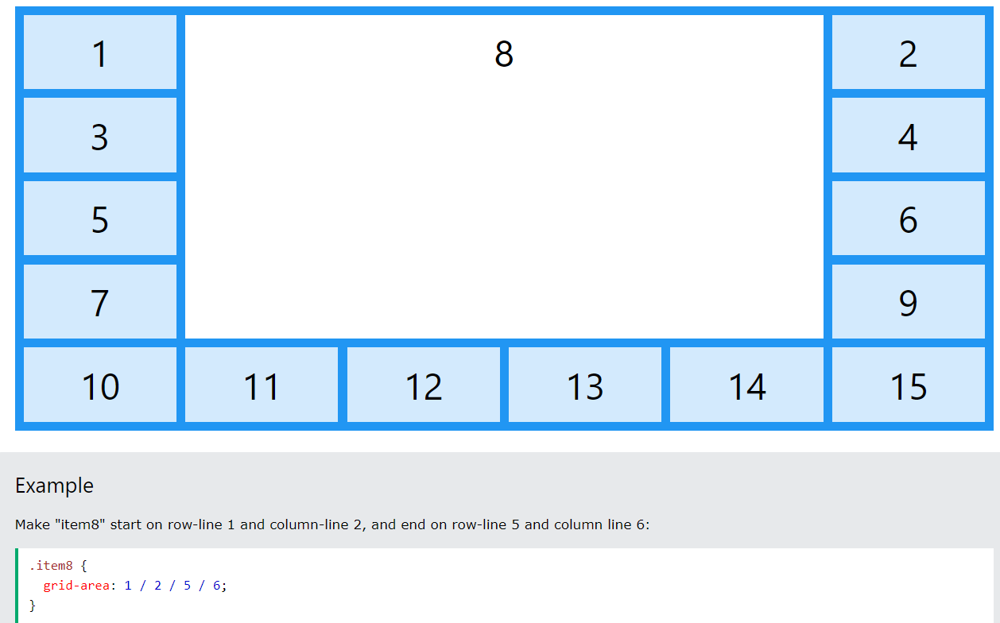 1 8 2
3 4
5 6
7 9
10 11 12 13 14 15
Example
Make "item8" start on row-line 1 and column-line 2, and end on row-line 5 and column line 6:
.item8 {
  grid-area: 1 / 2 / 5 / 6;
}